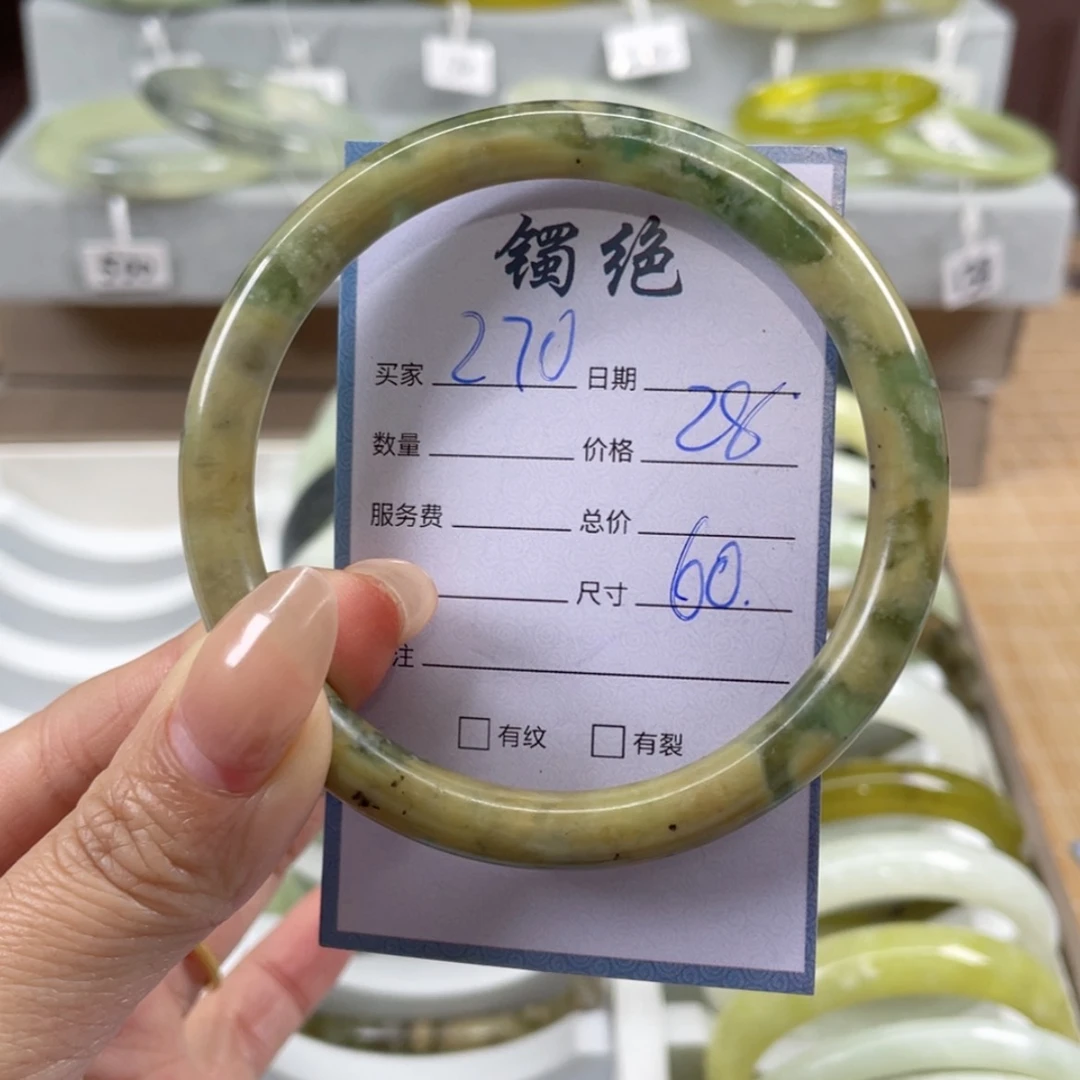 镯绝
买家 270 日期
数量 价格 28
服务费 总价
尺寸 60.
注
有纹 有裂